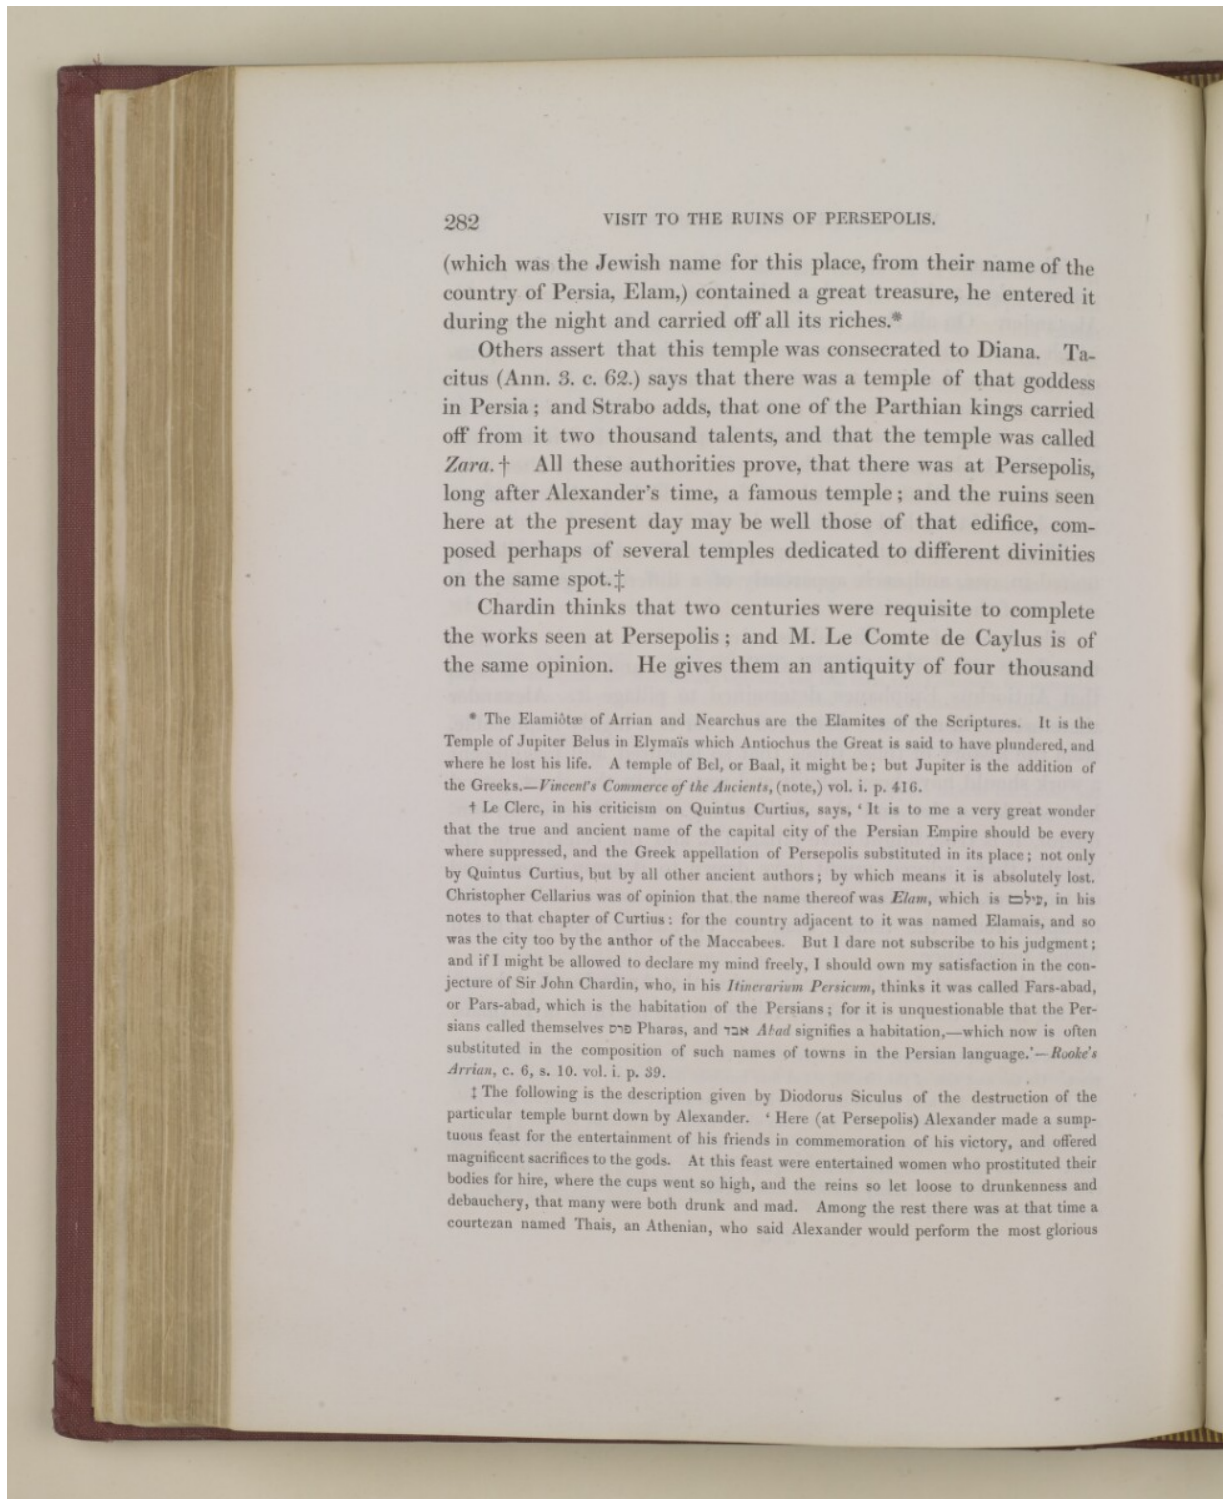 282 VISIT TO THE RUINS OF PERSEPOLIS.
(which was the Jewish name for this place, from their name of the
country of Persia, Elam,) contained a great treasure, he entered it
during the night and carried off all its riches.*
Others assert that this temple was consecrated to Diana. Ta-
citus (Ann. 3. c. 62.) says that there was a temple of that goddess
in Persia; and Strabo adds, that one of the Parthian kings carried
off from it two thousand talents, and that the temple was called
Zara.† All these authorities prove, that there was at Persepolis,
long after Alexander's time, a famous temple; and the ruins seen
here at the present day may be well those of that edifice, com-
posed perhaps of several temples dedicated to different divinities
on the same spot.‡
Chardin thinks that two centuries were requisite to complete
the works seen at Persepolis; and M. Le Comte de Caylus is of
the same opinion. He gives them an antiquity of four thousand
* The Elamiôtæ of Arrian and Nearchus are the Elamites of the Scriptures. It is the
Temple of Jupiter Belus in Elymaïs which Antiochus the Great is said to have plundered, and
where he lost his life. A temple of Bel, or Baal, it might be; but Jupiter is the addition of
the Greeks.—Vincent's Commerce of the Ancients, (note,) vol. i. p. 416.
† Le Clerc, in his criticism on Quintus Curtius, says, ‘ It is to me a very great wonder
that the true and ancient name of the capital city of the Persian Empire should be every
where suppressed, and the Greek appellation of Persepolis substituted in its place; not only
by Quintus Curtius, but by all other ancient authors; by which means it is absolutely lost.
Christopher Cellarius was of opinion that the name thereof was Elam, which is עילם, in his
notes to that chapter of Curtius: for the country adjacent to it was named Elamais, and so
was the city too by the anthor of the Maccabees. But I dare not subscribe to his judgment;
and if I might be allowed to declare my mind freely, I should own my satisfaction in the con-
jecture of Sir John Chardin, who, in his Itinerarium Persicum, thinks it was called Fars-abad,
or Pars-abad, which is the habitation of the Persians; for it is unquestionable that the Per-
sians called themselves פרס Pharas, and אבד Abad signifies a habitation,—which now is often
substituted in the composition of such names of towns in the Persian language.’—Rooke's
Arrian, c. 6, s. 10. vol. i. p. 39.
‡ The following is the description given by Diodorus Siculus of the destruction of the
particular temple burnt down by Alexander. ‘ Here (at Persepolis) Alexander made a sump-
tuous feast for the entertainment of his friends in commemoration of his victory, and offered
magnificent sacrifices to the gods. At this feast were entertained women who prostituted their
bodies for hire, where the cups went so high, and the reins so let loose to drunkenness and
debauchery, that many were both drunk and mad. Among the rest there was at that time a
courtezan named Thais, an Athenian, who said Alexander would perform the most glorious